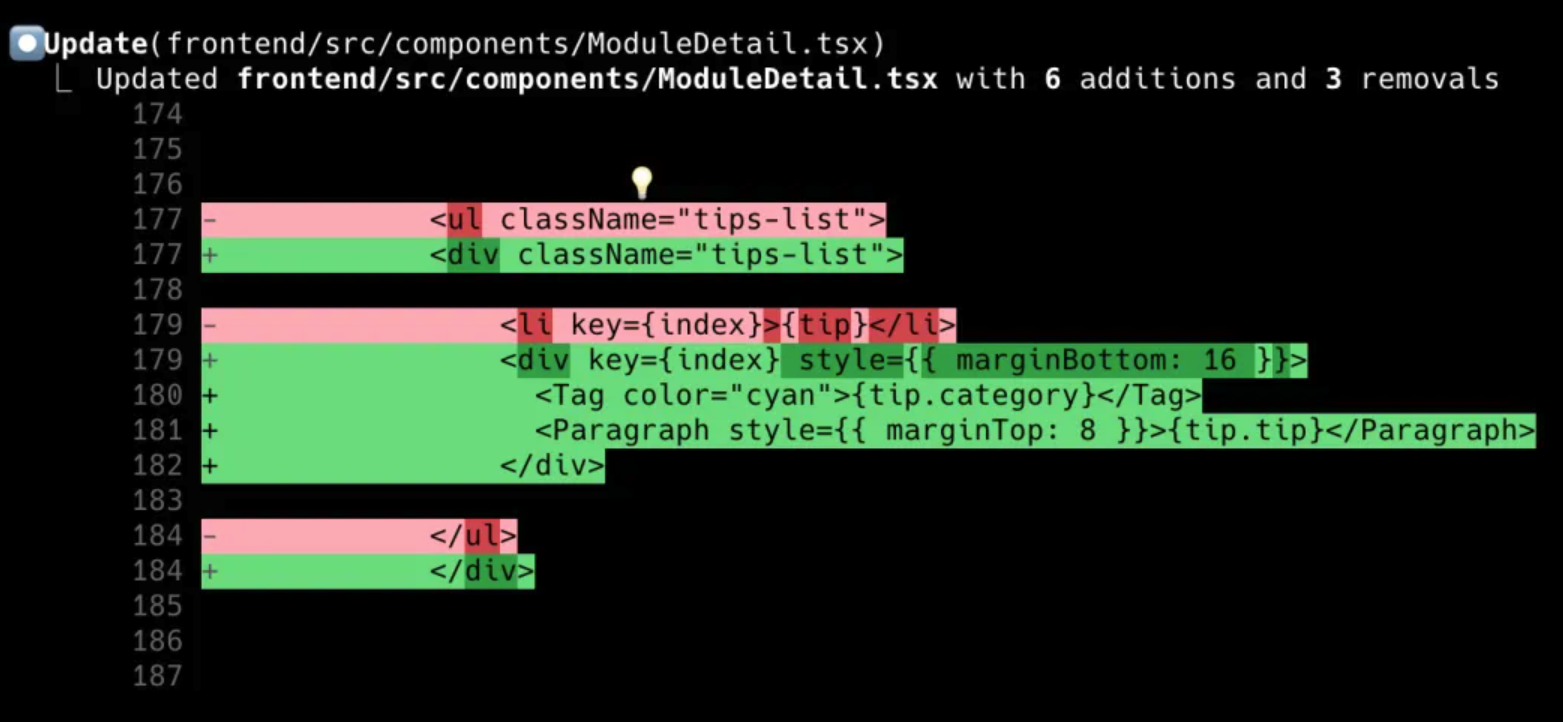 Update(frontend/src/components/ModuleDetail.tsx)
Updated frontend/src/components/ModuleDetail.tsx with 6 additions and 3 removals
174
175
176 💡
177 - <ul className="tips-list">
177 + <div className="tips-list">
178
179 - <li key={index}>{tip}</li>
179 + <div key={index} style={{ marginBottom: 16 }}>
180 + <Tag color="cyan">{tip.category}</Tag>
181 + <Paragraph style={{ marginTop: 8 }}>{tip.tip}</Paragraph>
182 + </div>
183
184 - </ul>
184 + </div>
185
186
187